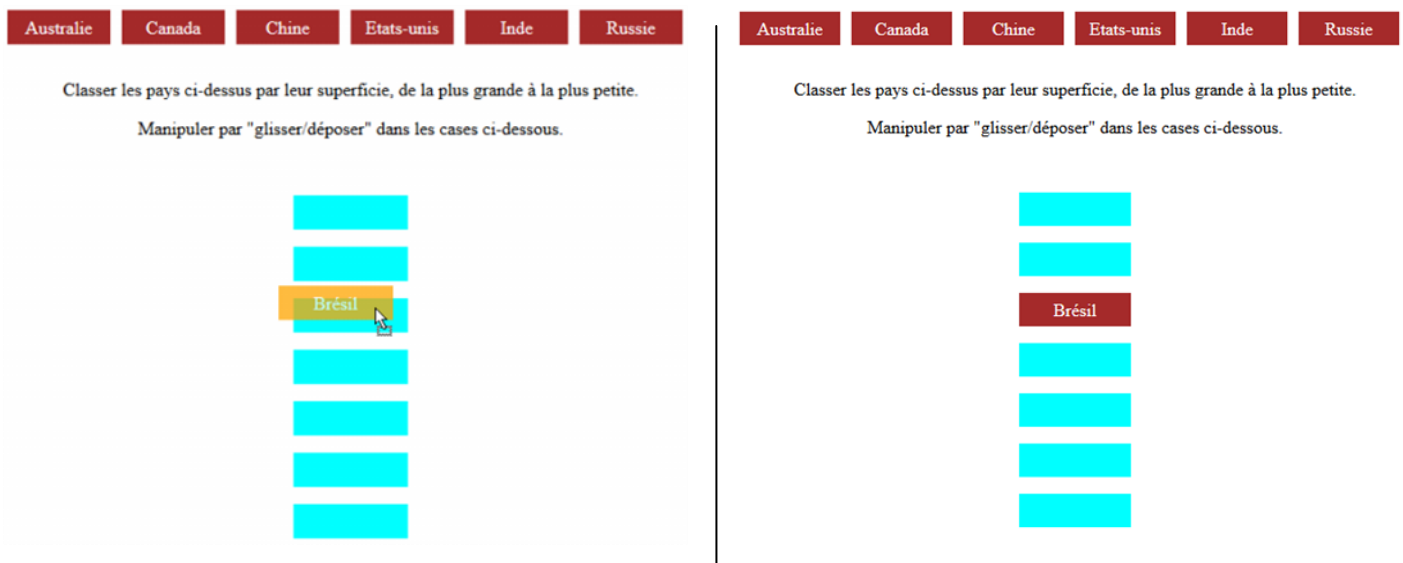 Australie Canada Chine Etats-unis Inde Russie
Classer les pays ci-dessus par leur superficie, de la plus grande à la plus petite.
Manipuler par "glisser/déposer" dans les cases ci-dessous.
Brésil
Australie Canada Chine Etats-unis Inde Russie
Classer les pays ci-dessus par leur superficie, de la plus grande à la plus petite.
Manipuler par "glisser/déposer" dans les cases ci-dessous.
Brésil